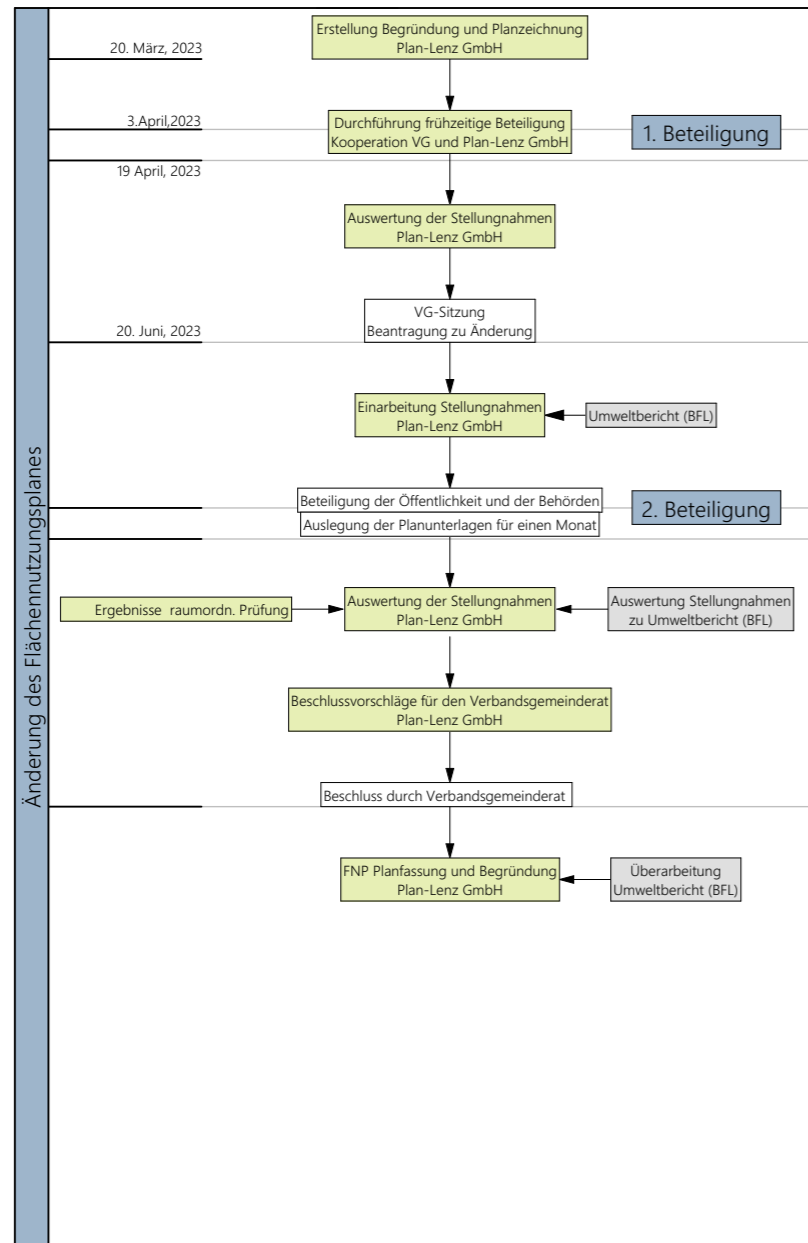 Änderung des Flächennutzungsplanes
Erstellung Begründung und Planzeichnung
Plan-Lenz GmbH
20. März, 2023
3.April,2023
Durchführung frühzeitige Beteiligung
Kooperation VG und Plan-Lenz GmbH
1. Beteiligung
19 April, 2023
Auswertung der Stellungnahmen
Plan-Lenz GmbH
VG-Sitzung
Beantragung zu Änderung
20. Juni, 2023
Einarbeitung Stellungnahmen
Plan-Lenz GmbH
Umweltbericht (BFL)
Beteiligung der Öffentlichkeit und der Behörden
Auslegung der Planunterlagen für einen Monat
2. Beteiligung
Ergebnisse raumordn. Prüfung
Auswertung der Stellungnahmen
Plan-Lenz GmbH
Auswertung Stellungnahmen
zu Umweltbericht (BFL)
Beschlussvorschläge für den Verbandsgemeinderat
Plan-Lenz GmbH
Beschluss durch Verbandsgemeinderat
FNP Planfassung und Begründung
Plan-Lenz GmbH
Überarbeitung
Umweltbericht (BFL)